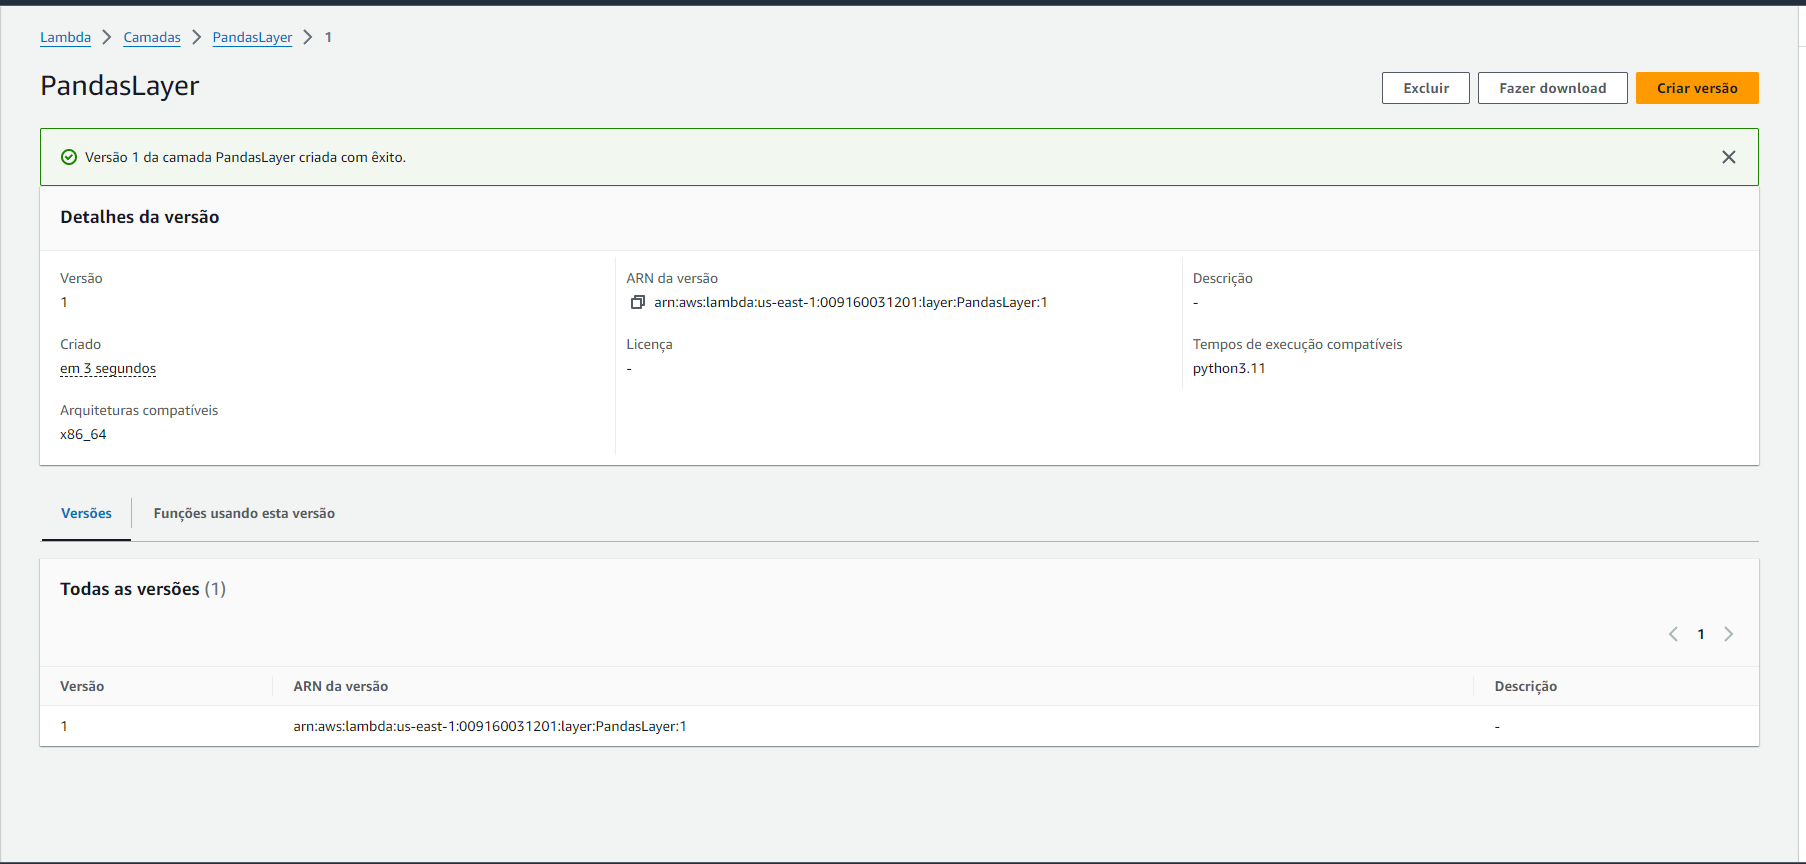 Lambda > Camadas > PandasLayer > 1
PandasLayer
Excluir
Fazer download
Criar versão
Versão 1 da camada PandasLayer criada com êxito.
Detalhes da versão
Versão
1
ARN da versão
arn:aws:lambda:us-east-1:009160031201:layer:PandasLayer:1
Descrição
-
Criado
em 3 segundos
Licença
-
Tempos de execução compatíveis
python3.11
Arquiteturas compatíveis
x86_64
Versões
Funções usando esta versão
Todas as versões (1)
1
Versão ARN da versão Descrição
1 arn:aws:lambda:us-east-1:009160031201:layer:PandasLayer:1 -